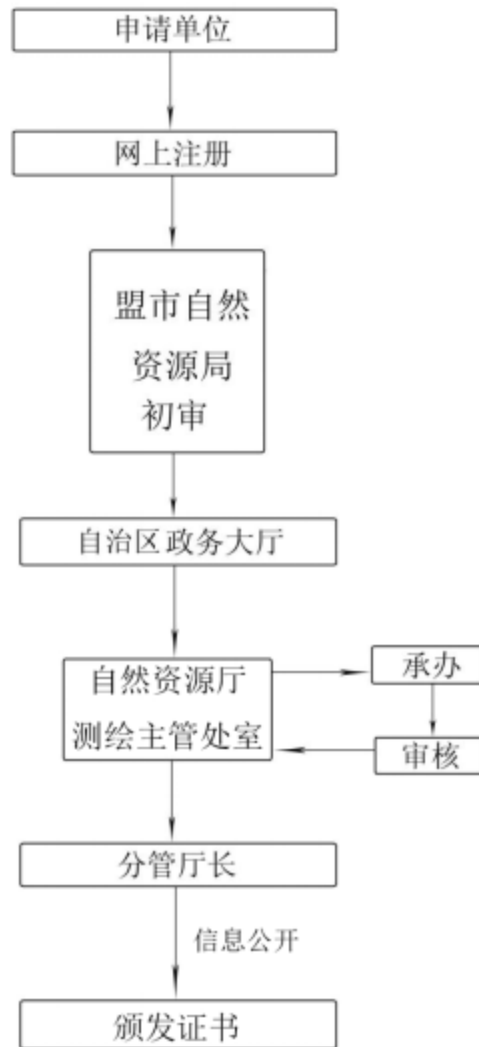 申请单位
网上注册
盟市自然
资源局
初审
自治区政务大厅
自然资源厅
测绘主管处室
承办
审核
分管厅长
信息公开
颁发证书